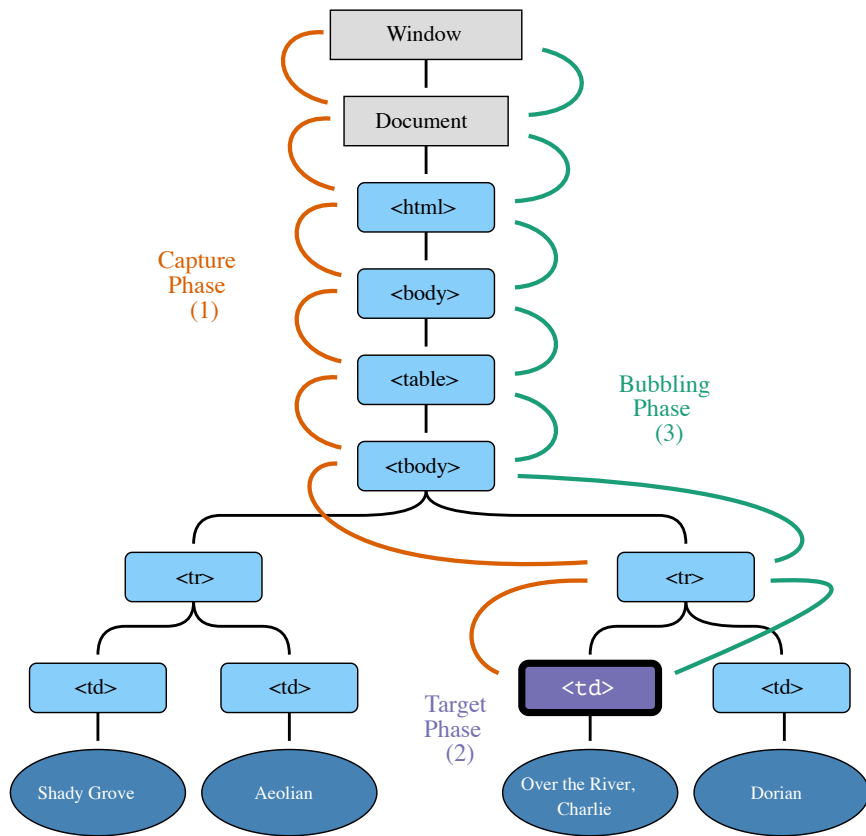 Window
Document
<html>
Capture
Phase
(1)
<body>
<table>
Bubbling
Phase
(3)
<tbody>
<tr>
<tr>
<td>
<td>
<td>
<td>
Target
Phase
(2)
Shady Grove
Aeolian
Over the River,
Charlie
Dorian